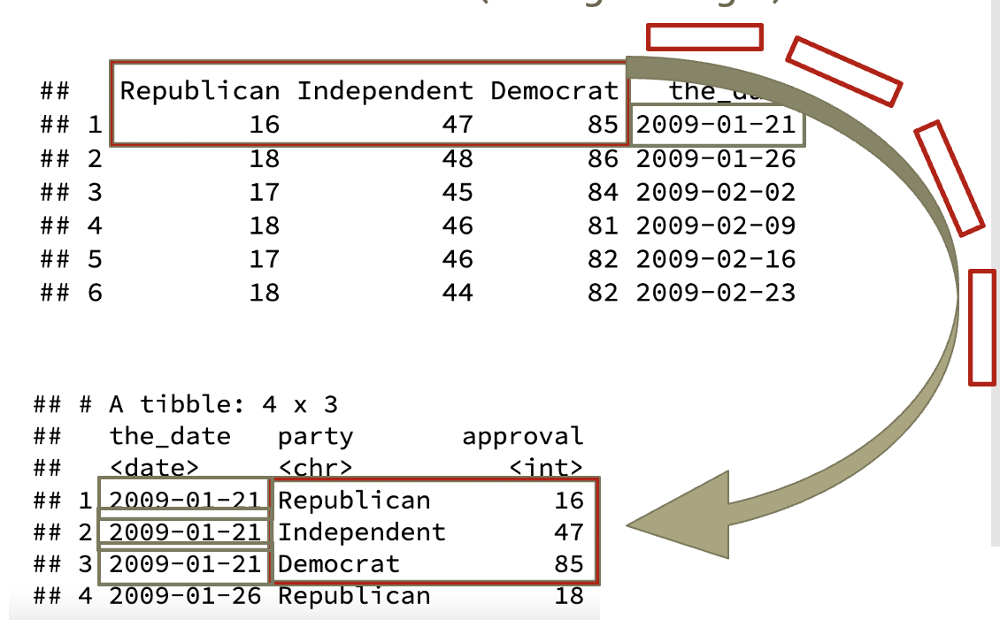 ## Republican Independent Democrat
## 1 16 47 85 2009-01-21
## 2 18 48 86 2009-01-26
## 3 17 45 84 2009-02-02
## 4 18 46 81 2009-02-09
## 5 17 46 82 2009-02-16
## 6 18 44 82 2009-02-23
## # A tibble: 4 x 3
## the_date party approval
## <date> <chr> <int>
## 1 2009-01-21 Republican 16
## 2 2009-01-21 Independent 47
## 3 2009-01-21 Democrat 85
## 4 2009-01-26 Republican 18